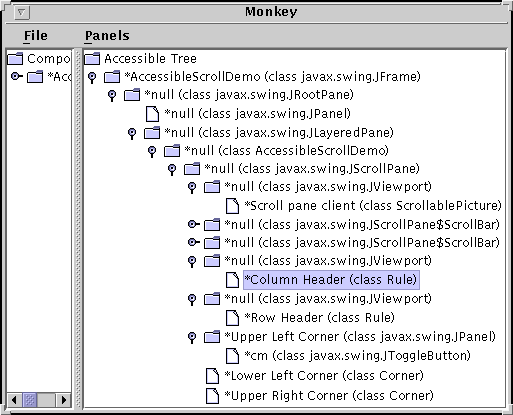 Monkey
File Panels
Compo
*Acc
Accessible Tree
*AccessibleScrollDemo (class javax.swing.JFrame)
*null (class javax.swing.JRootPane)
*null (class javax.swing.JPanel)
*null (class javax.swing.JLayeredPane)
*null (class AccessibleScrollDemo)
*null (class javax.swing.JScrollPane)
*null (class javax.swing.JViewport)
*Scroll pane client (class ScrollablePicture)
*null (class javax.swing.JScrollPane$ScrollBar)
*null (class javax.swing.JScrollPane$ScrollBar)
*null (class javax.swing.JViewport)
*Column Header (class Rule)
*null (class javax.swing.JViewport)
*Row Header (class Rule)
*Upper Left Corner (class javax.swing.JPanel)
*cm (class javax.swing.JToggleButton)
*Lower Left Corner (class Corner)
*Upper Right Corner (class Corner)